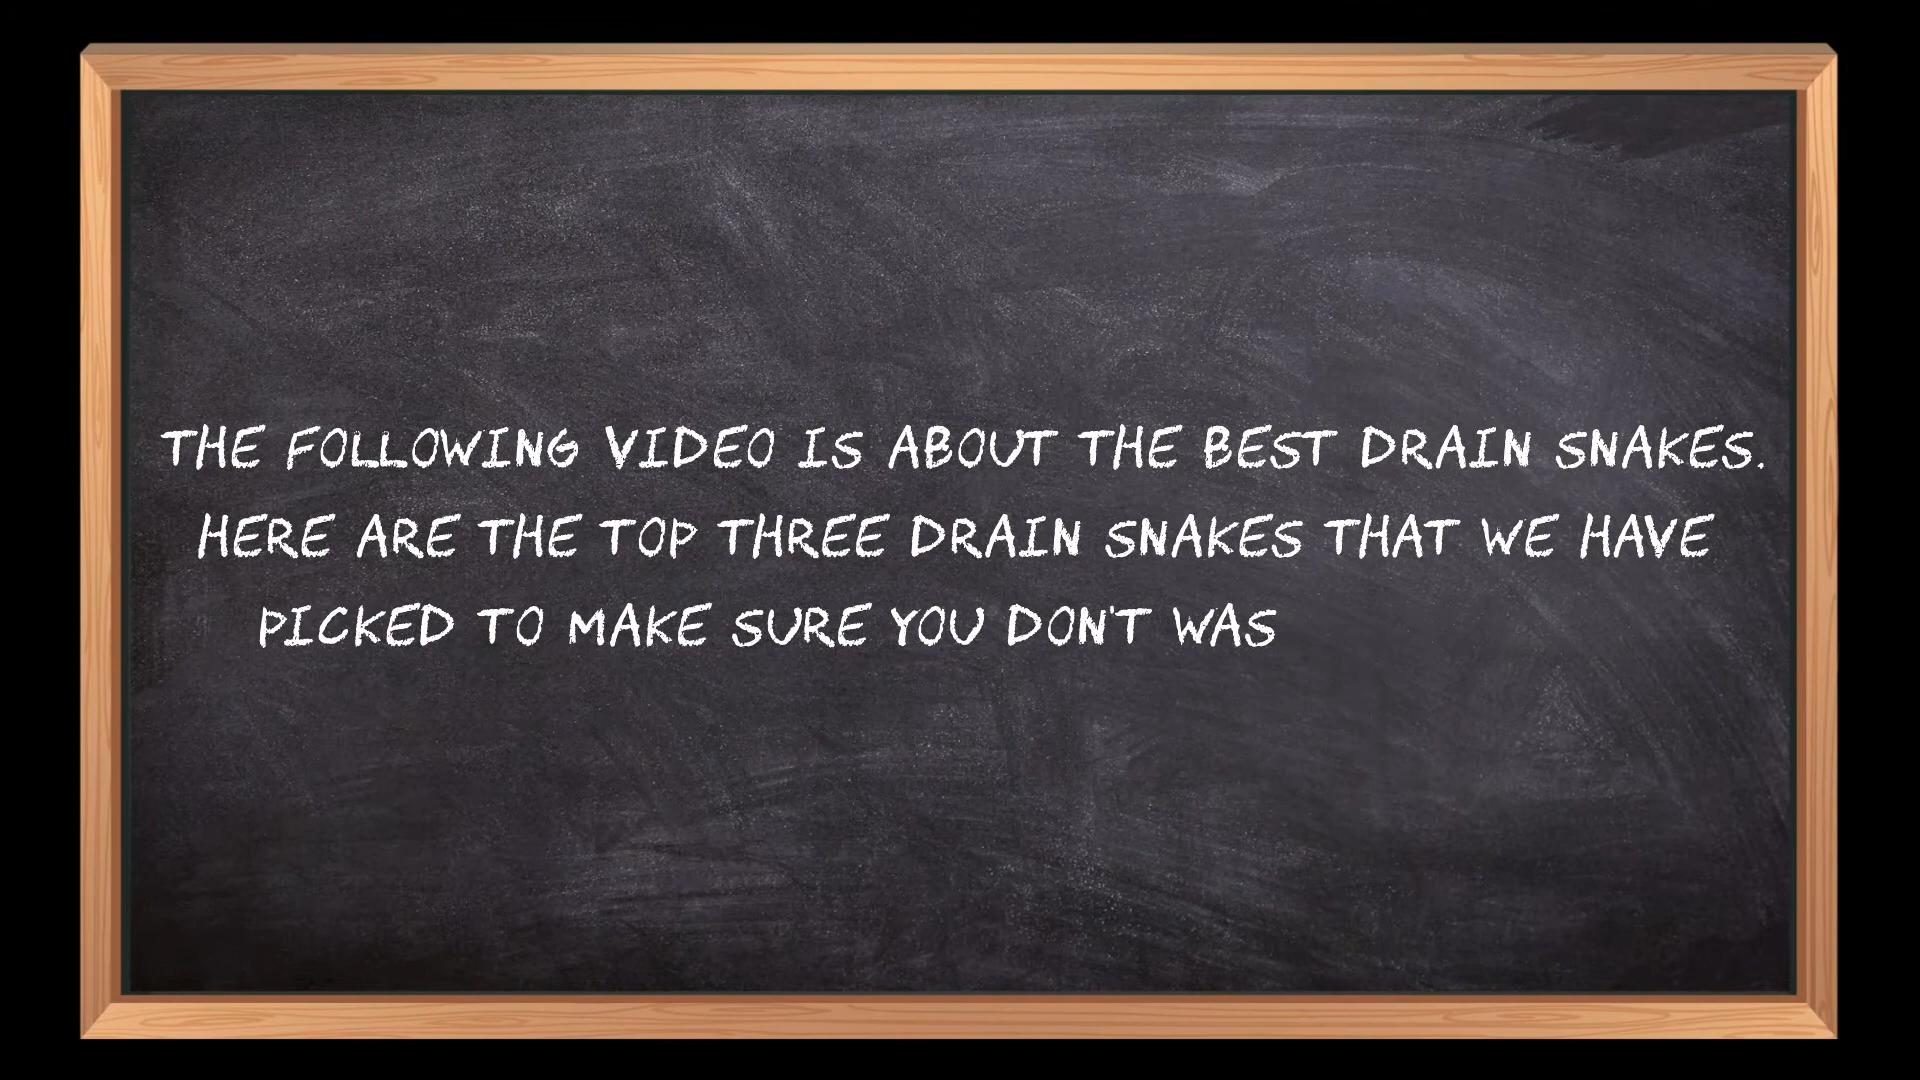 THE FOLLOWING VIDEO IS ABOUT THE BEST DRAIN SNAKES.
HERE ARE THE TOP THREE DRAIN SNAKES THAT WE HAVE
PICKED TO MAKE SURE YOU DON'T WAS